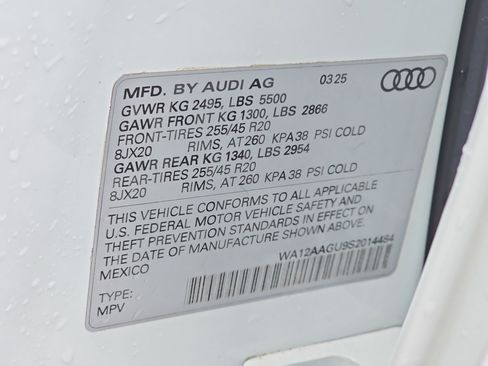 MFD. BY AUDI AG 03 25
GVWR KG 2495, LBS 5500
GAWR FRONT KG 1300, LBS 2866
FRONT-TIRES 255/45 R20
8JX20 RIMS, AT 260 KPA 38 PSI COLD
GAWR REAR KG 1340, LBS 2954
REAR-TIRES 255/45 R20
8JX20 RIMS, AT 260 KPA 38 PSI COLD
THIS VEHICLE CONFORMS TO ALL APPLICABLE
U.S. FEDERAL MOTOR VEHICLE SAFETY AND
THEFT PREVENTION STANDARDS IN EFFECT ON
THE DATE OF MANUFACTURE SHOWN ABOVE.
MEXICO
WA12AAGU9S2014484
TYPE:
MPV